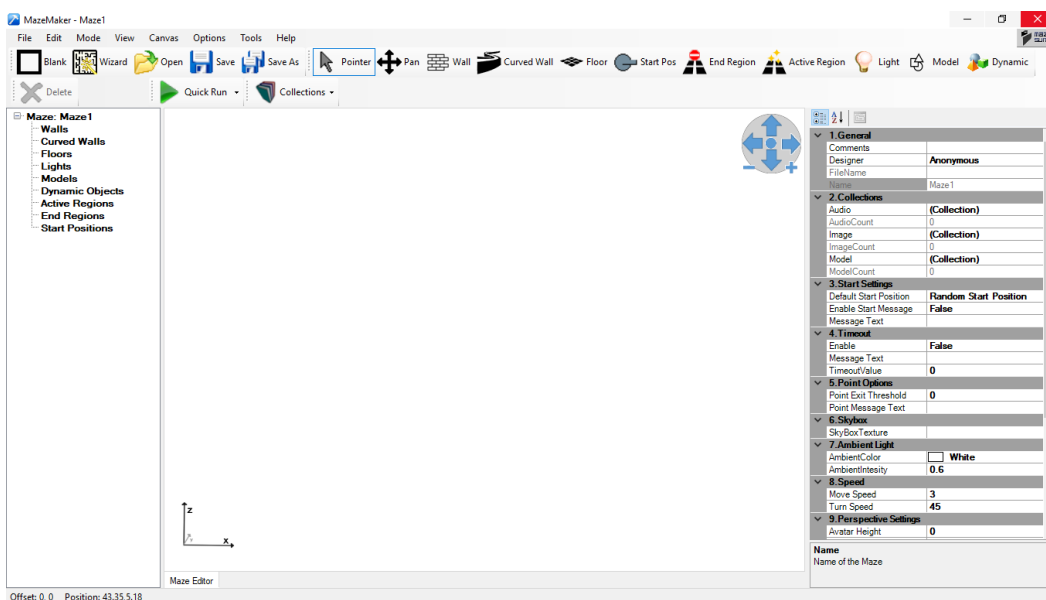 MazeMaker - Maze1
File Edit Mode View Canvas Options Tools Help
Blank Wizard Open Save Save As Pointer Pan Wall Curved Wall Floor Start Pos End Region Active Region Light Model Dynamic
Delete Quick Run Collections
Maze: Maze1
Walls
Curved Walls
Floors
Lights
Models
Dynamic Objects
Active Regions
End Regions
Start Positions
z
x
Maze Editor
1.General
Comments
Designer Anonymous
FileName
Name Maze1
2.Collections
Audio (Collection)
AudioCount 0
Image (Collection)
ImageCount 0
Model (Collection)
ModelCount 0
3.Start Settings
Default Start Position Random Start Position
Enable Start Message False
Message Text
4.Timeout
Enable False
Message Text
TimeoutValue 0
5.Point Options
Point Exit Threshold 0
Point Message Text
6.Skybox
SkyBoxTexture
7.Ambient Light
AmbientColor White
AmbientIntesity 0.6
8.Speed
Move Speed 3
Turn Speed 45
9.Perspective Settings
Avatar Height 0
Name
Name of the Maze
Offset: 0, 0 Position: 43.35,5.18